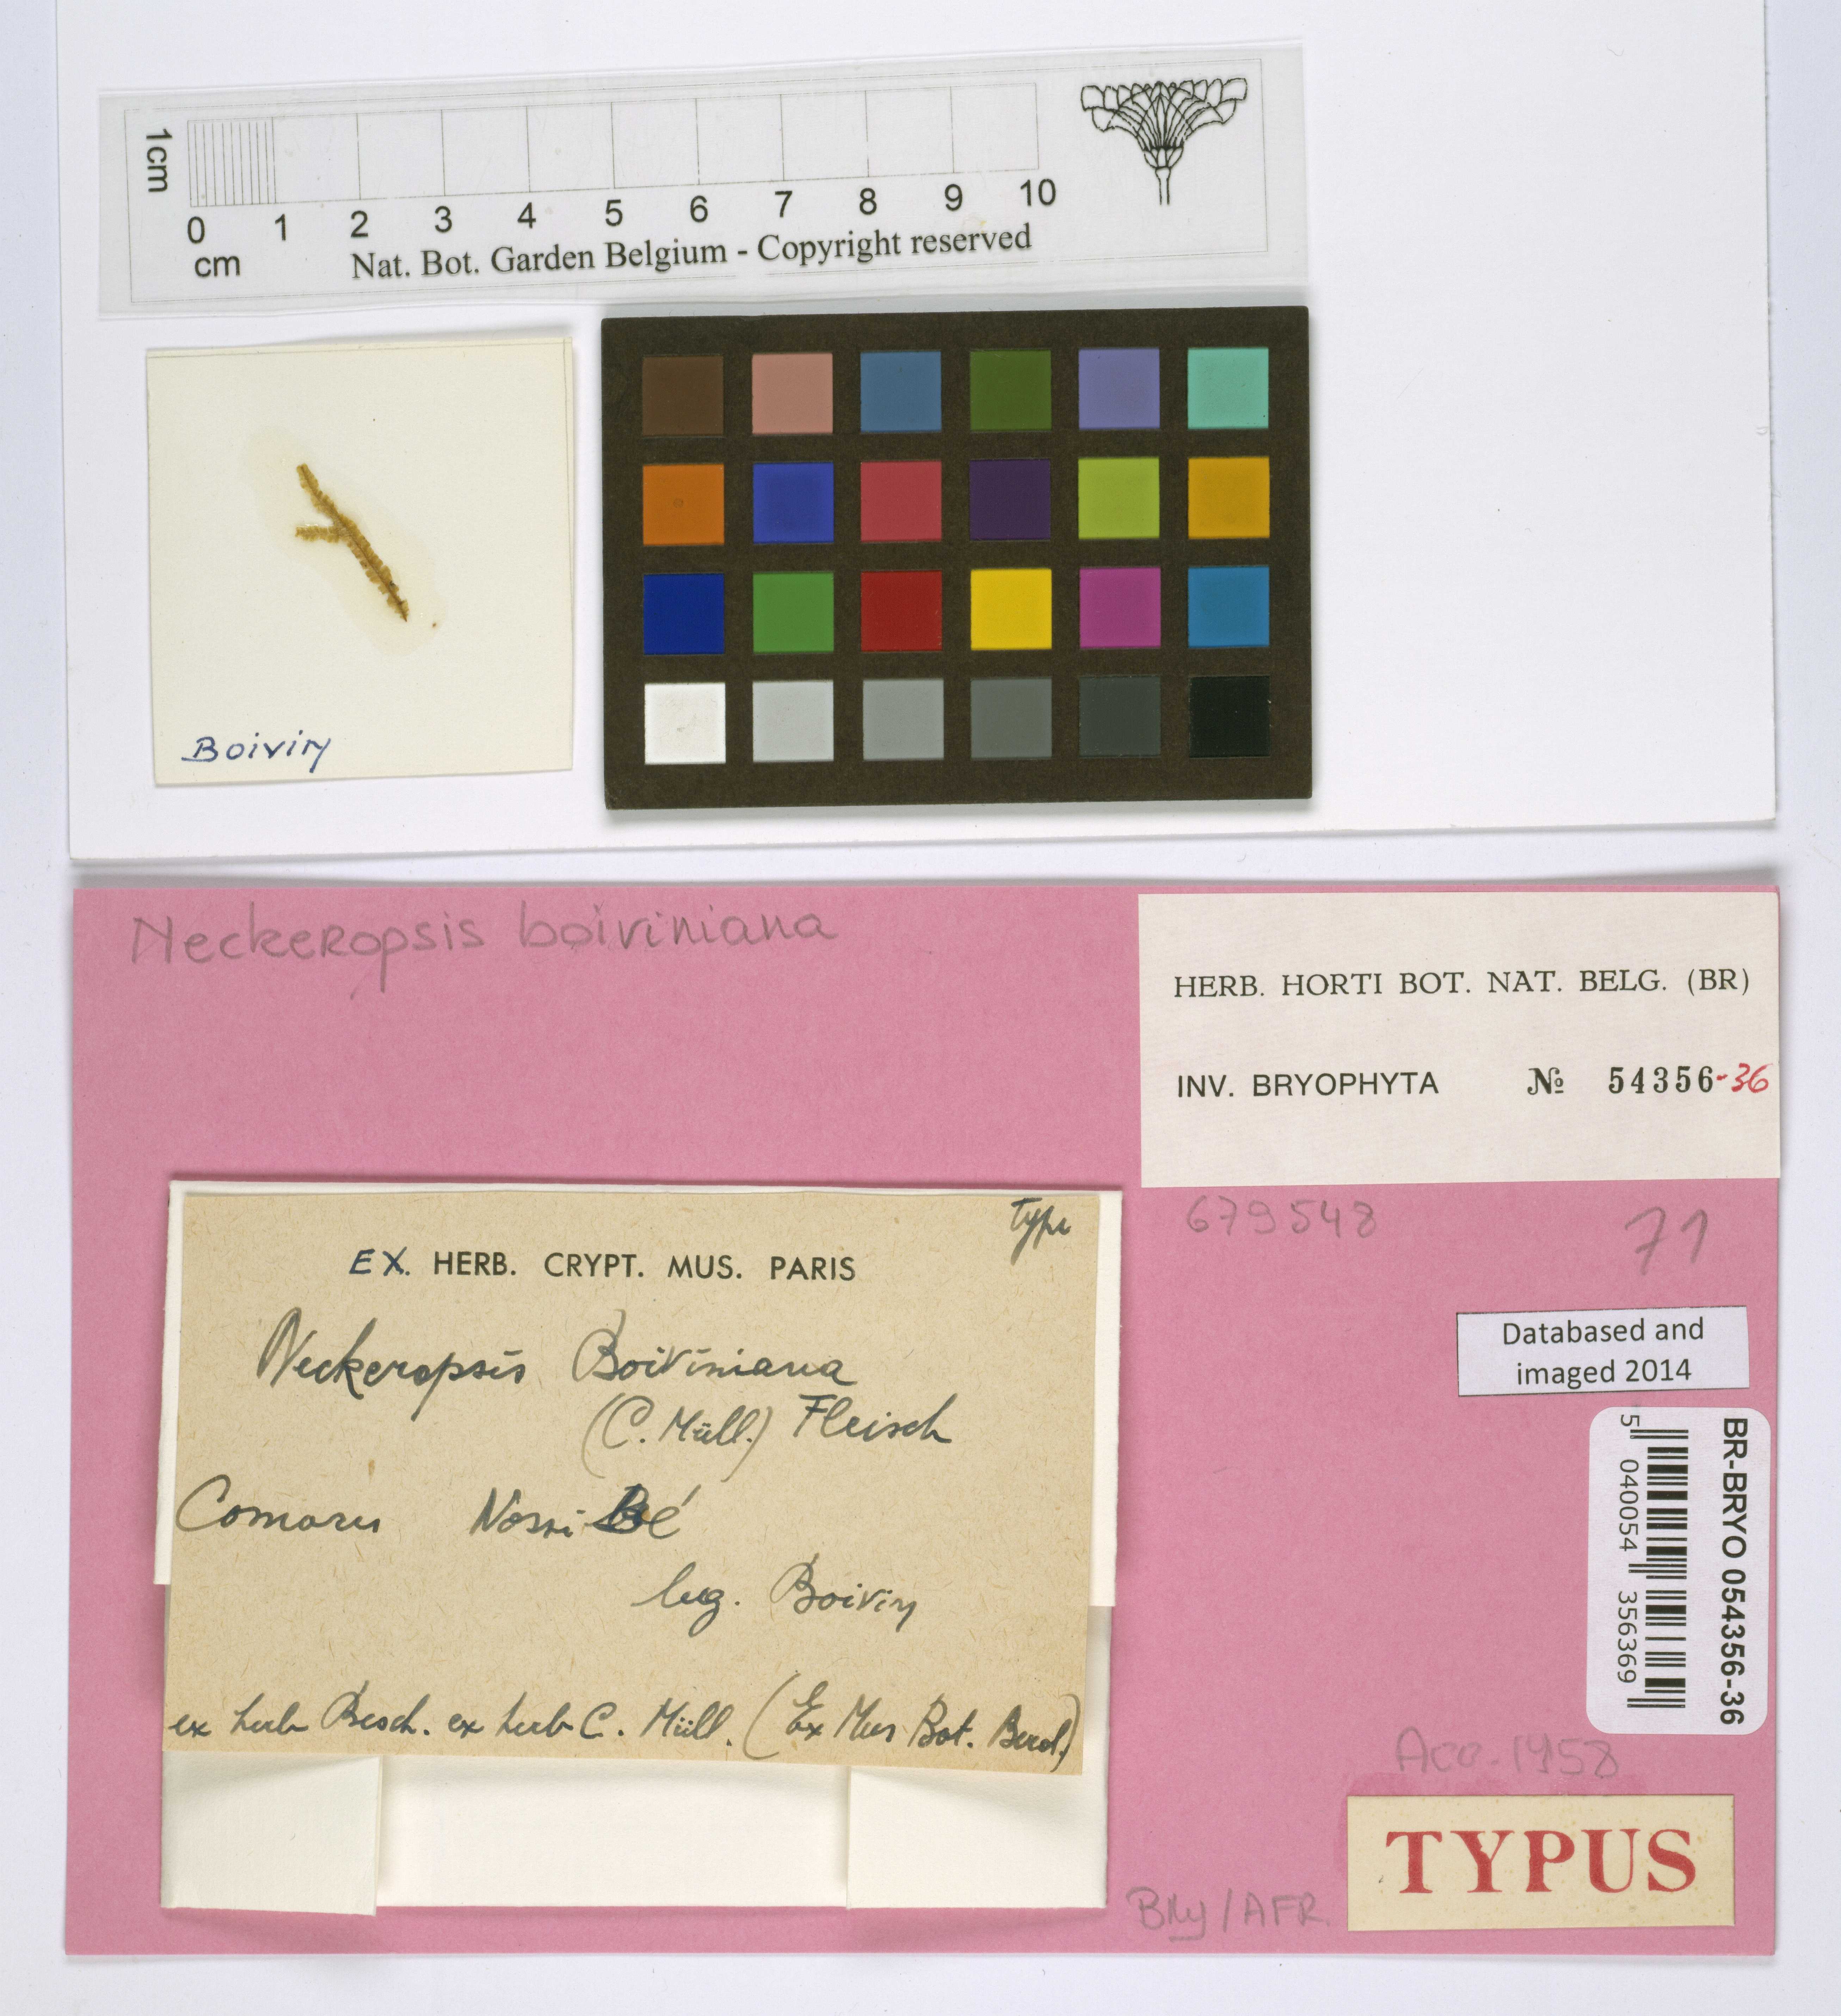 1cm
0 1 2 3 4 5 6 7 8 9 10
cm
Nat. Bot. Garden Belgium - Copyright reserved
Boivin
Neckeropsis boiviniana
HERB. HORTI BOT. NAT. BELG. (BR)
INV. BRYOPHYTA № 54356-36
679548
71
Type
EX. HERB. CRYPT. MUS. PARIS
Neckeropsis Boiviniana
(C. Müll.) Fleisch
Comores Nossi Bé
leg. Boivin
ex herb Besch. ex herb C. Müll. (Ex Mus Bot. Berol.)
Databased and
imaged 2014
BR-BRYO 054356-36
5 040054 356369
Acc. 1958
TYPUS
Bry/AFR.